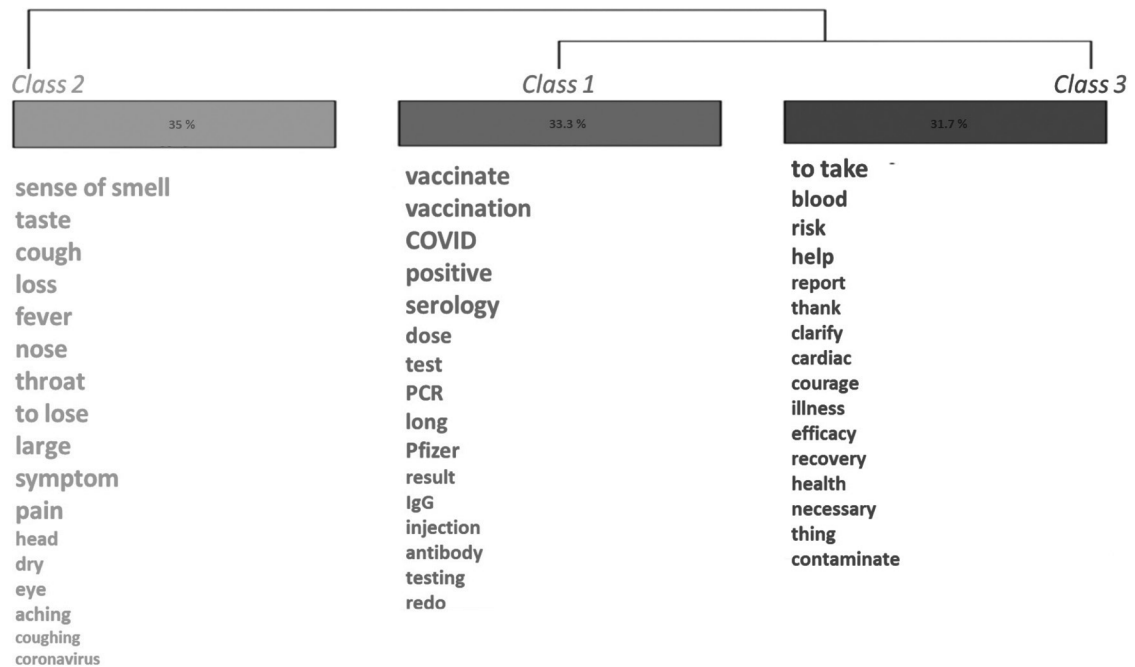 Class 2
35 %
sense of smell
taste
cough
loss
fever
nose
throat
to lose
large
symptom
pain
head
dry
eye
aching
coughing
coronavirus
Class 1
33.3 %
vaccinate
vaccination
COVID
positive
serology
dose
test
PCR
long
Pfizer
result
IgG
injection
antibody
testing
redo
Class 3
31.7 %
to take
blood
risk
help
report
thank
clarify
cardiac
courage
illness
efficacy
recovery
health
necessary
thing
contaminate